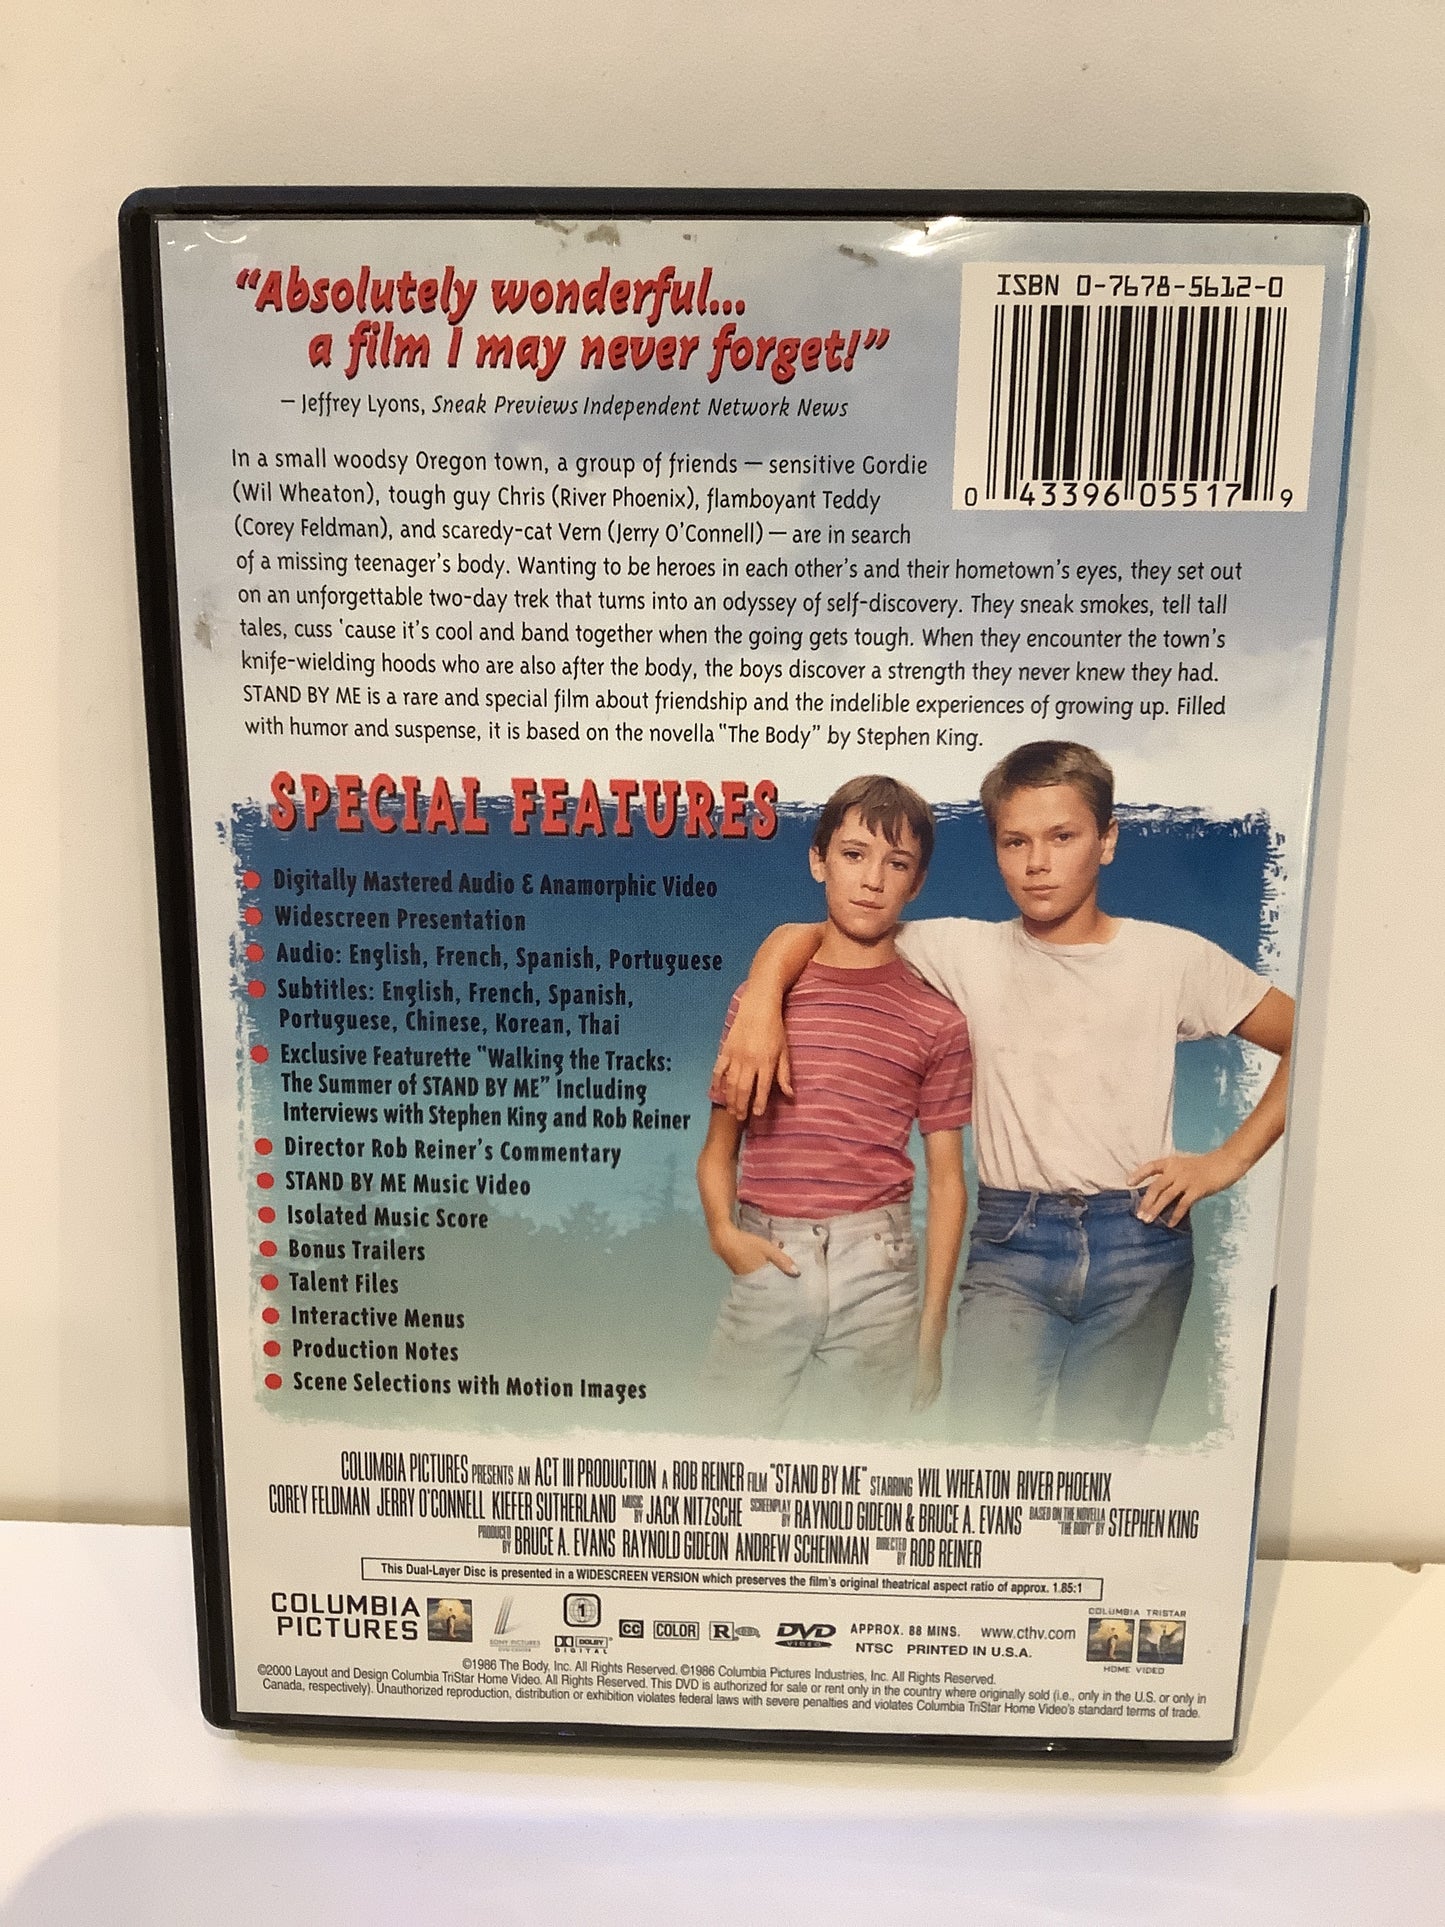 "Absolutely wonderful...
a film I may never forget!"
– Jeffrey Lyons, Sneak Previews Independent Network News
ISBN 0-7678-5612-0
0 43396 05517 9
In a small woodsy Oregon town, a group of friends – sensitive Gordie
(Wil Wheaton), tough guy Chris (River Phoenix), flamboyant Teddy
(Corey Feldman), and scaredy-cat Vern (Jerry O'Connell) – are in search
of a missing teenager's body. Wanting to be heroes in each other's and their hometown's eyes, they set out
on an unforgettable two-day trek that turns into an odyssey of self-discovery. They sneak smokes, tell tall
tales, cuss 'cause it's cool and band together when the going gets tough. When they encounter the town's
knife-wielding hoods who are also after the body, the boys discover a strength they never knew they had.
STAND BY ME is a rare and special film about friendship and the indelible experiences of growing up. Filled
with humor and suspense, it is based on the novella "The Body" by Stephen King.
SPECIAL FEATURES
Digitally Mastered Audio & Anamorphic Video
Widescreen Presentation
Audio: English, French, Spanish, Portuguese
Subtitles: English, French, Spanish,
Portuguese, Chinese, Korean, Thai
Exclusive Featurette "Walking the Tracks:
The Summer of STAND BY ME" Including
Interviews with Stephen King and Rob Reiner
Director Rob Reiner's Commentary
STAND BY ME Music Video
Isolated Music Score
Bonus Trailers
Talent Files
Interactive Menus
Production Notes
Scene Selections with Motion Images
COLUMBIA PICTURES PRESENTS AN ACT III PRODUCTION A ROB REINER FILM "STAND BY ME" STARRING WIL WHEATON RIVER PHOENIX
COREY FELDMAN JERRY O'CONNELL KIEFER SUTHERLAND MUSIC BY JACK NITZSCHE SCREENPLAY BY RAYNOLD GIDEON & BRUCE A. EVANS BASED ON THE NOVELLA "THE BODY" BY STEPHEN KING
PRODUCED BY BRUCE A. EVANS RAYNOLD GIDEON ANDREW SCHEINMAN DIRECTED BY ROB REINER
This Dual-Layer Disc is presented in a WIDESCREEN VERSION which preserves the film's original theatrical aspect ratio of approx. 1.85:1
COLUMBIA PICTURES
SONY PICTURES DVD CENTER
1
DOLBY DIGITAL
CC
COLOR
R
DVD VIDEO
APPROX. 88 MINS. www.cthv.com
NTSC PRINTED IN U.S.A.
COLUMBIA TRISTAR
HOME VIDEO
©1986 The Body, Inc. All Rights Reserved. ©1986 Columbia Pictures Industries, Inc. All Rights Reserved.
©2000 Layout and Design Columbia TriStar Home Video. All Rights Reserved. This DVD is authorized for sale or rent only in the country where originally sold (i.e., only in the U.S. or only in
Canada, respectively). Unauthorized reproduction, distribution or exhibition violates federal laws with severe penalties and violates Columbia TriStar Home Video's standard terms of trade.